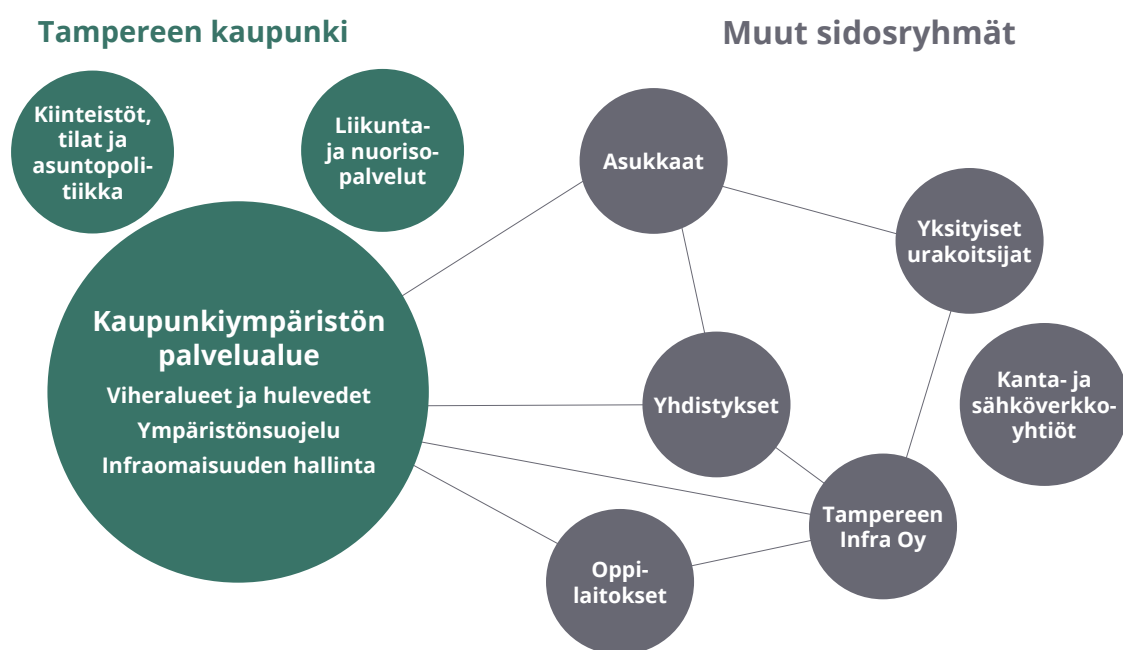 Tampereen kaupunki
Muut sidosryhmät
Kiinteistöt,
tilat ja
asuntopoli-
tiikka
Liikunta-
ja nuoriso-
palvelut
Kaupunkiympäristön
palvelualue
Viheralueet ja hulevedet
Ympäristönsuojelu
Infraomaisuuden hallinta
Asukkaat
Yksityiset
urakoitsijat
Yhdistykset
Kanta- ja
sähköverkko-
yhtiöt
Tampereen
Infra Oy
Oppi-
laitokset